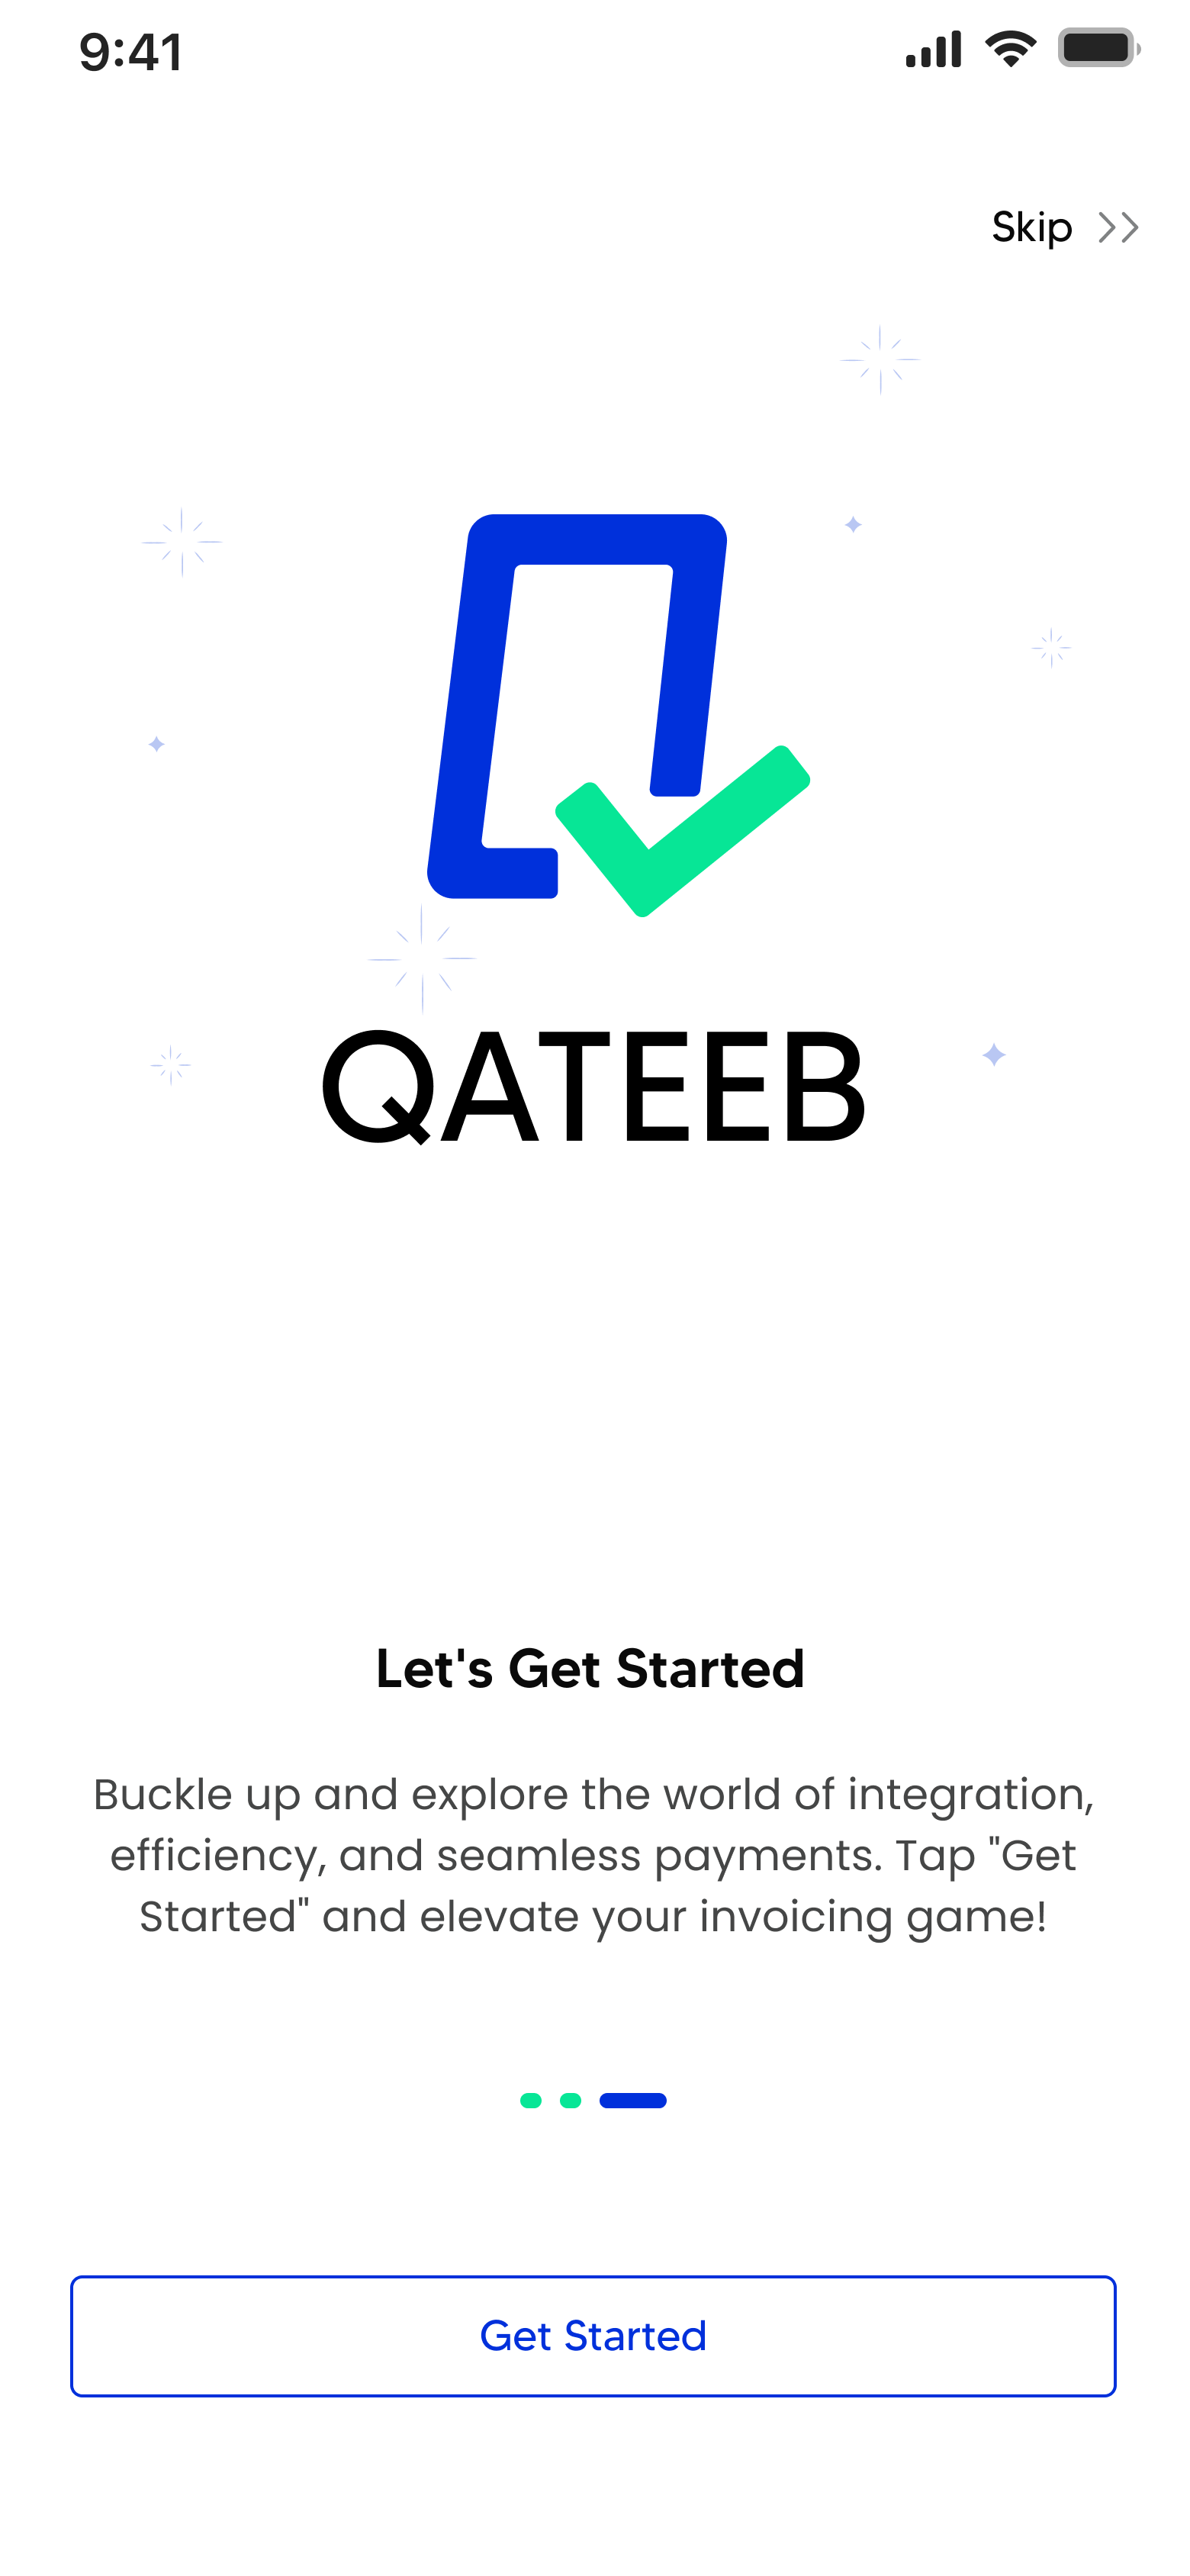 9:41
Skip
QATEEB
Let's Get Started
Buckle up and explore the world of integration,
efficiency, and seamless payments. Tap "Get
Started" and elevate your invoicing game!
Get Started